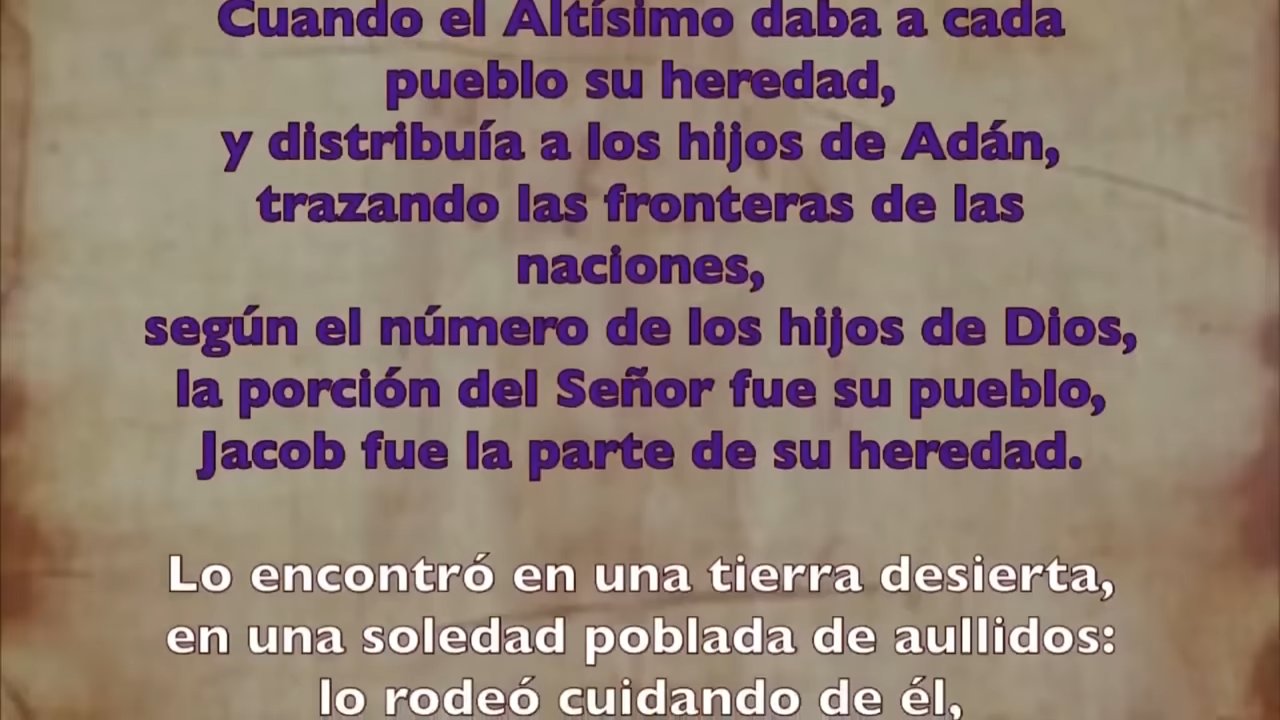 Cuando el Altísimo daba a cada
pueblo su heredad,
y distribuía a los hijos de Adán,
trazando las fronteras de las
naciones,
según el número de los hijos de Dios,
la porción del Señor fue su pueblo,
Jacob fue la parte de su heredad.
Lo encontró en una tierra desierta,
en una soledad poblada de aullidos:
lo rodeó cuidando de él,